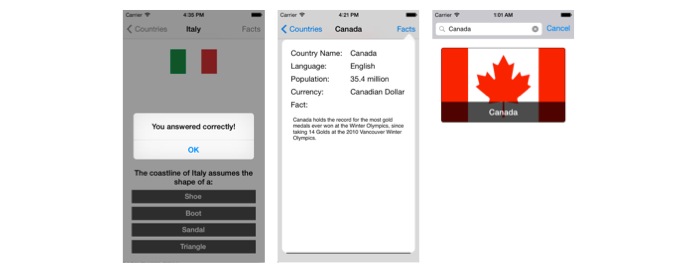 Carrier 4:35 PM
Countries Italy Facts
You answered correctly!
OK
The coastline of Italy assumes the
shape of a:
Shoe
Boot
Sandal
Triangle
Carrier 4:21 PM
Countries Canada Facts
Country Name: Canada
Language: English
Population: 35.4 million
Currency: Canadian Dollar
Fact:
Canada holds the record for the most gold
medals ever won at the Winter Olympics, since
taking 14 Golds at the 2010 Vancouver Winter
Olympics.
Carrier 1:01 AM
Canada Cancel
Canada